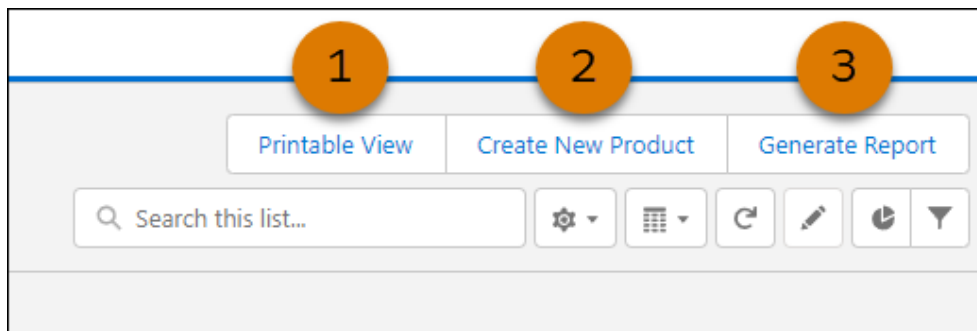 1 2 3
Printable View Create New Product Generate Report
Search this list...